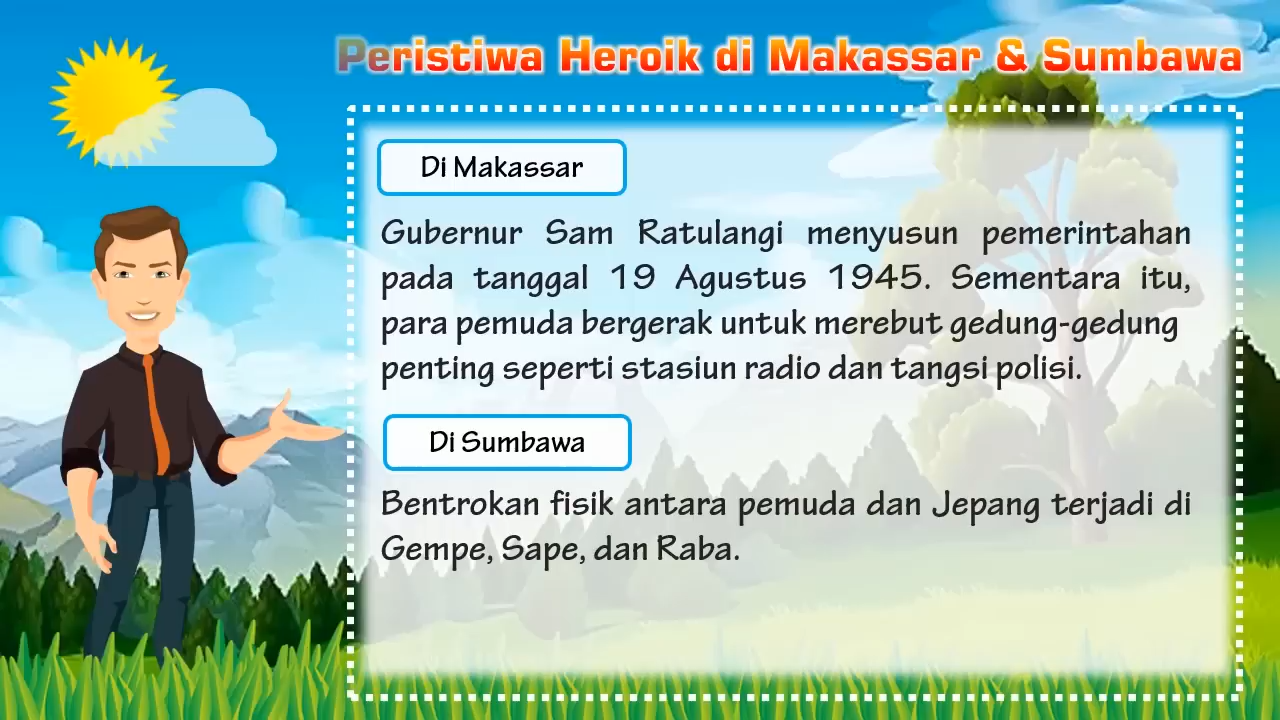 Peristiwa Heroik di Makassar & Sumbawa
Di Makassar
Gubernur Sam Ratulangi menyusun pemerintahan
pada tanggal 19 Agustus 1945. Sementara itu,
para pemuda bergerak untuk merebut gedung-gedung
penting seperti stasiun radio dan tangsi polisi.
Di Sumbawa
Bentrokan fisik antara pemuda dan Jepang terjadi di
Gempe, Sape, dan Raba.